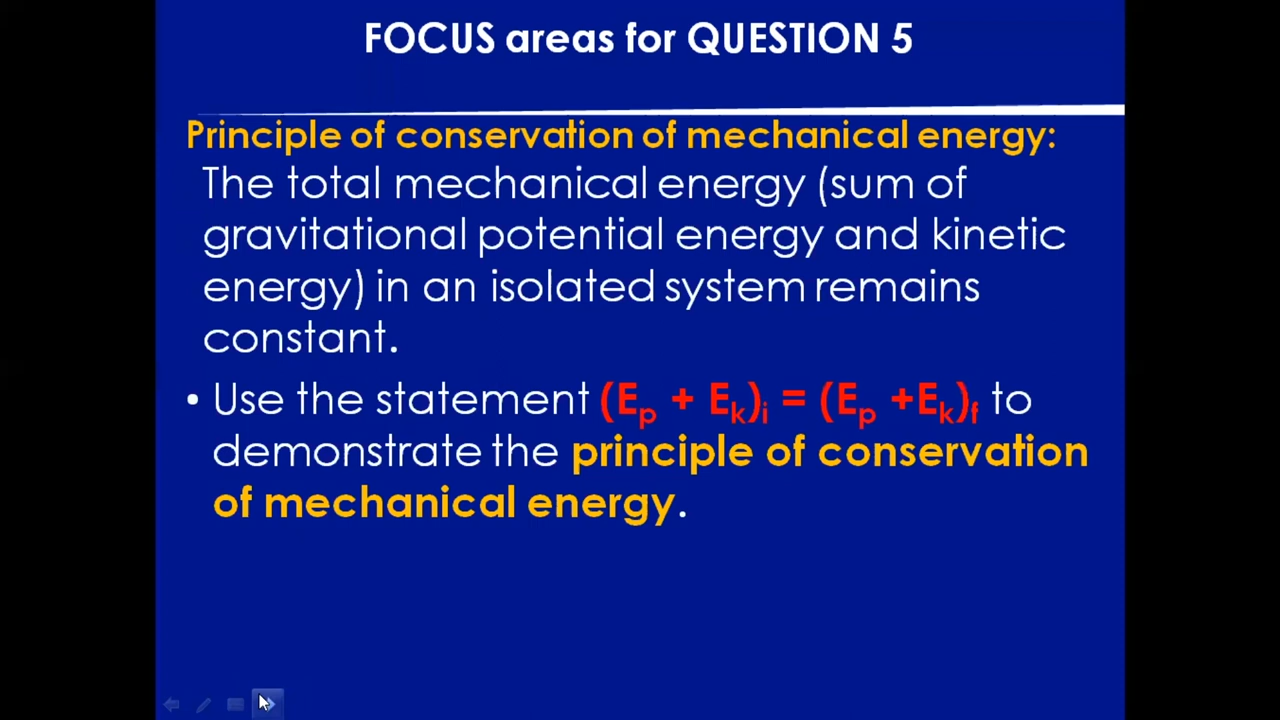 FOCUS areas for QUESTION 5
Principle of conservation of mechanical energy:
The total mechanical energy (sum of
gravitational potential energy and kinetic
energy) in an isolated system remains
constant.
• Use the statement (Ep + Ek)i = (Ep +Ek)f to
demonstrate the principle of conservation
of mechanical energy.